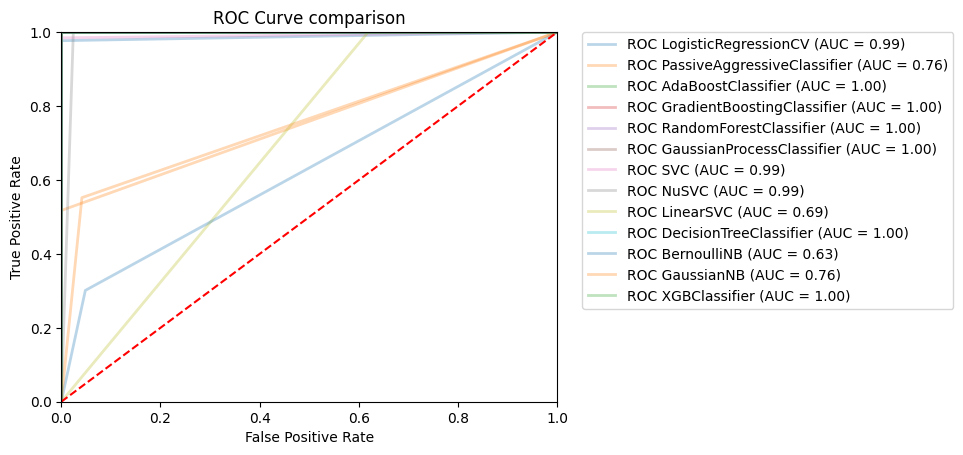 ROC Curve comparison
1.0
0.8
0.6
0.4
0.2
0.0
True Positive Rate
0.0 0.2 0.4 0.6 0.8 1.0
False Positive Rate
ROC LogisticRegressionCV (AUC = 0.99)
ROC PassiveAggressiveClassifier (AUC = 0.76)
ROC AdaBoostClassifier (AUC = 1.00)
ROC GradientBoostingClassifier (AUC = 1.00)
ROC RandomForestClassifier (AUC = 1.00)
ROC GaussianProcessClassifier (AUC = 1.00)
ROC SVC (AUC = 0.99)
ROC NuSVC (AUC = 0.99)
ROC LinearSVC (AUC = 0.69)
ROC DecisionTreeClassifier (AUC = 1.00)
ROC BernoulliNB (AUC = 0.63)
ROC GaussianNB (AUC = 0.76)
ROC XGBClassifier (AUC = 1.00)